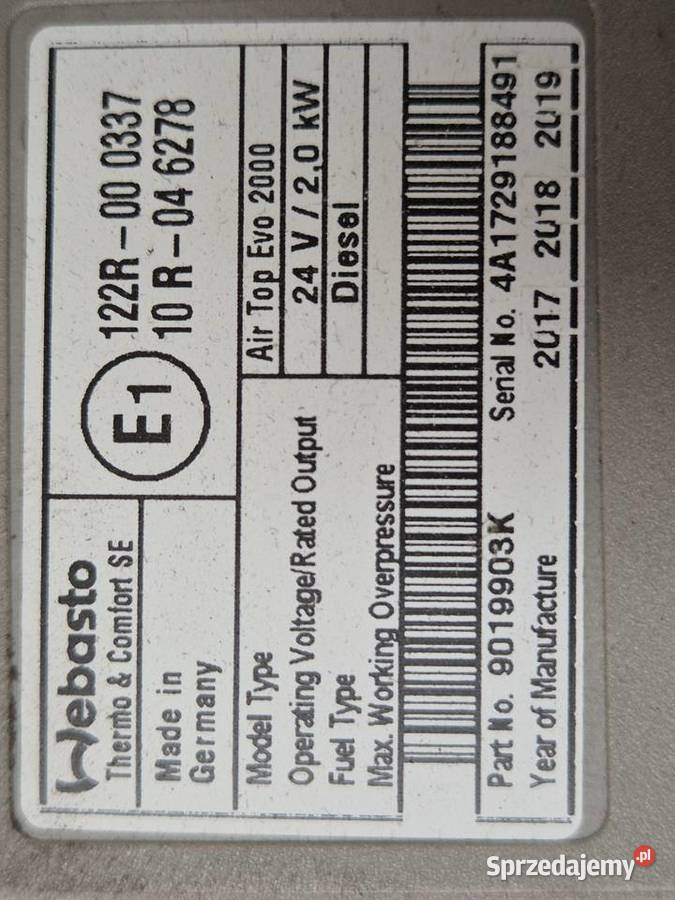 Webasto
Thermo & Comfort SE
Made in
Germany
E1
122R-00 0337
10 R-04 6278
Model Type Air Top Evo 2000
Operating Voltage/Rated Output 24 V / 2,0 kW
Fuel Type Diesel
Max. Working Overpressure
Part No. 9019903K Serial No. 4A1729188491
Year of Manufacture 2017 2018 2019
Sprzedajemy.pl